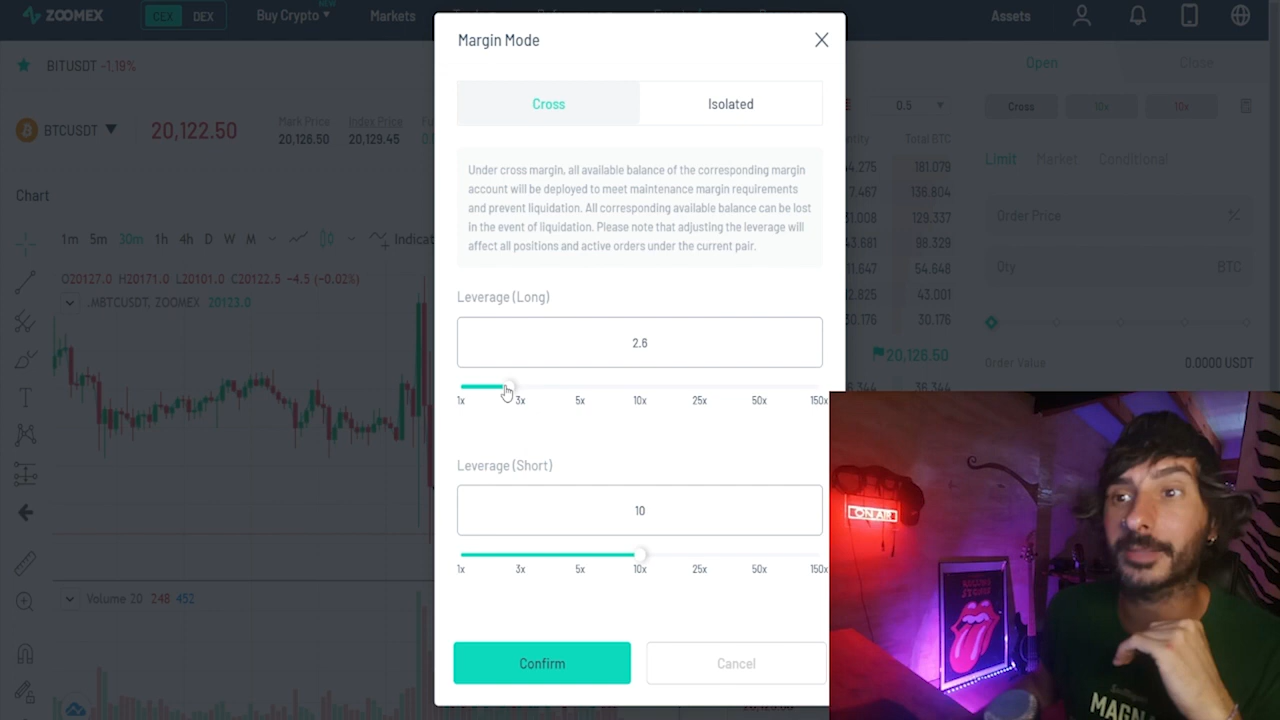 ZOOMEX
CEX
DEX
Buy Crypto
NEW
Markets
Assets
BITUSDT -1.19%
BTCUSDT
20,122.50
Mark Price
20,126.50
Index Price
20,129.45
Chart
1m 5m 30m 1h 4h D W M
O20127.0 H20171.0 L20101.0 C20122.5 -4.5 (-0.02%)
.MBTCUSDT, ZOOMEX 20123.0
Volume 20 248 452
Margin Mode
Cross
Isolated
Under cross margin, all available balance of the corresponding margin
account will be deployed to meet maintenance margin requirements
and prevent liquidation. All corresponding available balance can be lost
in the event of liquidation. Please note that adjusting the leverage will
affect all positions and active orders under the current pair.
Leverage (Long)
2.6
1x 3x 5x 10x 25x 50x 150x
Leverage (Short)
10
1x 3x 5x 10x 25x 50x 150x
Confirm
Cancel
0.5
Total BTC
181.079
136.804
129.337
98.329
54.648
43.001
30.176
20,126.50
Open
Close
Cross
10x
10x
Limit
Market
Conditional
Order Price
Qty
BTC
Order Value
0.0000 USDT
ON AIR